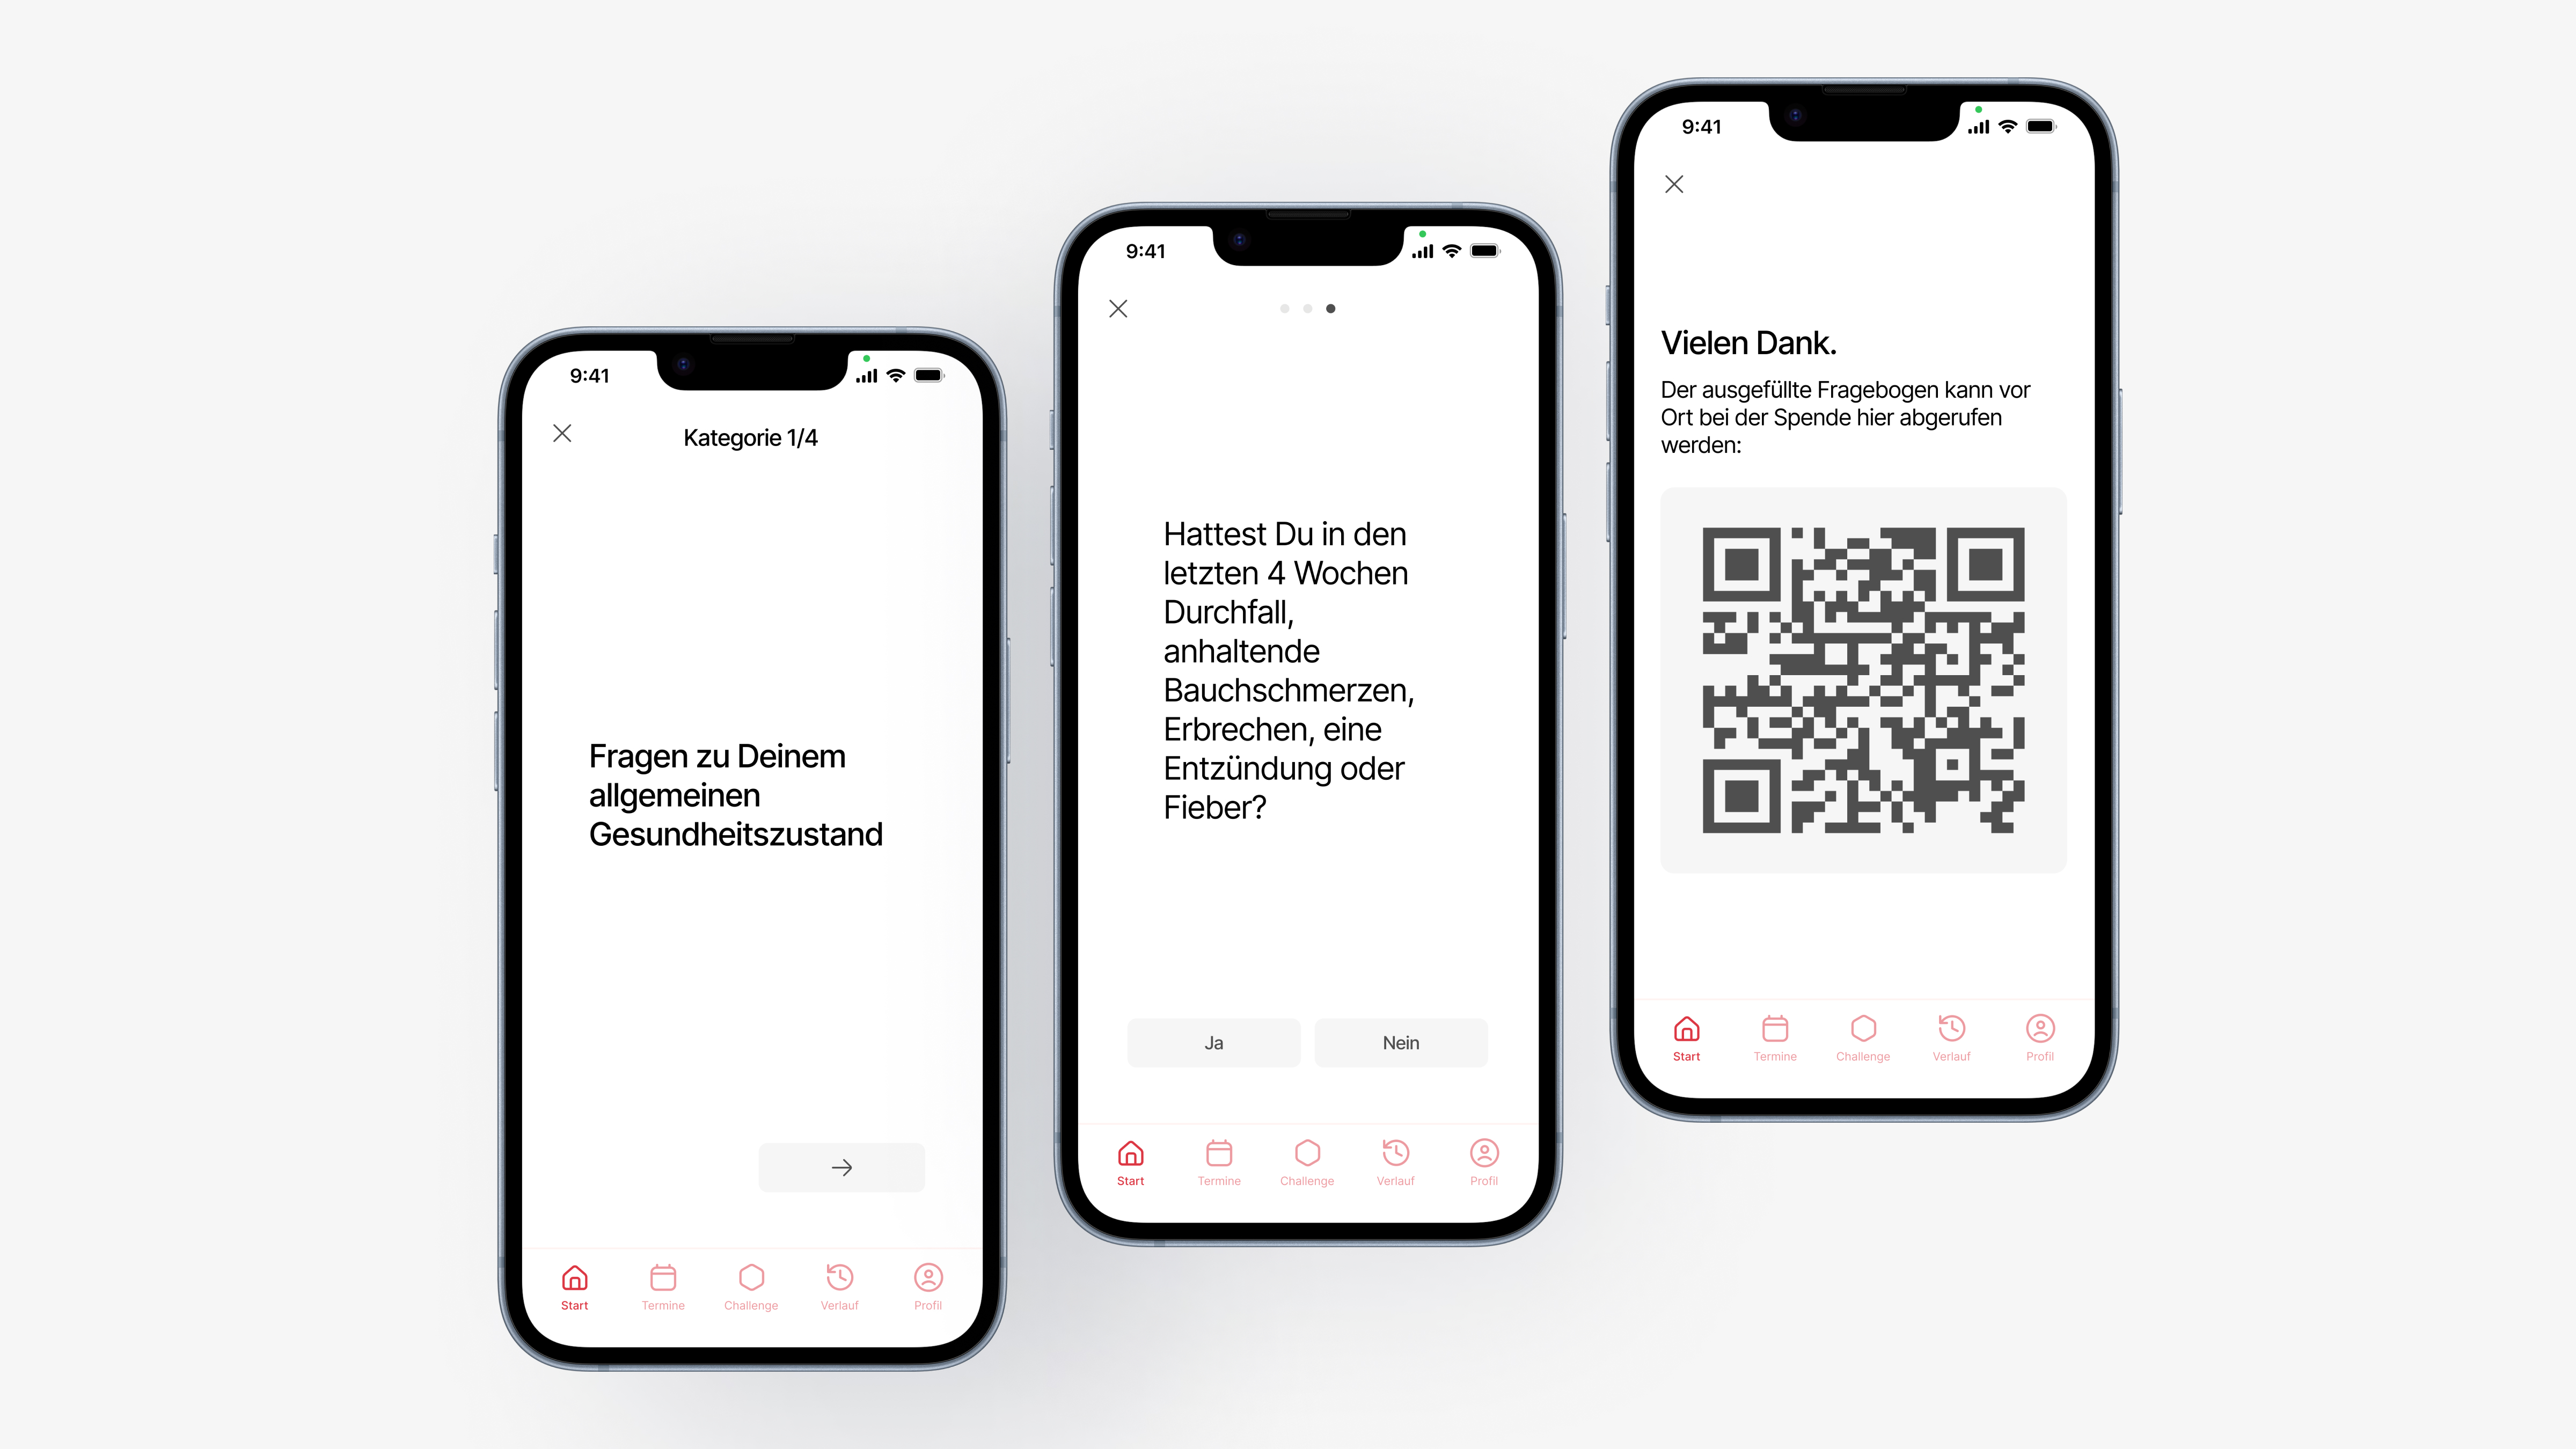 9:41
Kategorie 1/4
Fragen zu Deinem
allgemeinen
Gesundheitszustand
Start
Termine
Challenge
Verlauf
Profil
9:41
Hattest Du in den
letzten 4 Wochen
Durchfall,
anhaltende
Bauchschmerzen,
Erbrechen, eine
Entzündung oder
Fieber?
Ja
Nein
Start
Termine
Challenge
Verlauf
Profil
9:41
Vielen Dank.
Der ausgefüllte Fragebogen kann vor
Ort bei der Spende hier abgerufen
werden:
Start
Termine
Challenge
Verlauf
Profil